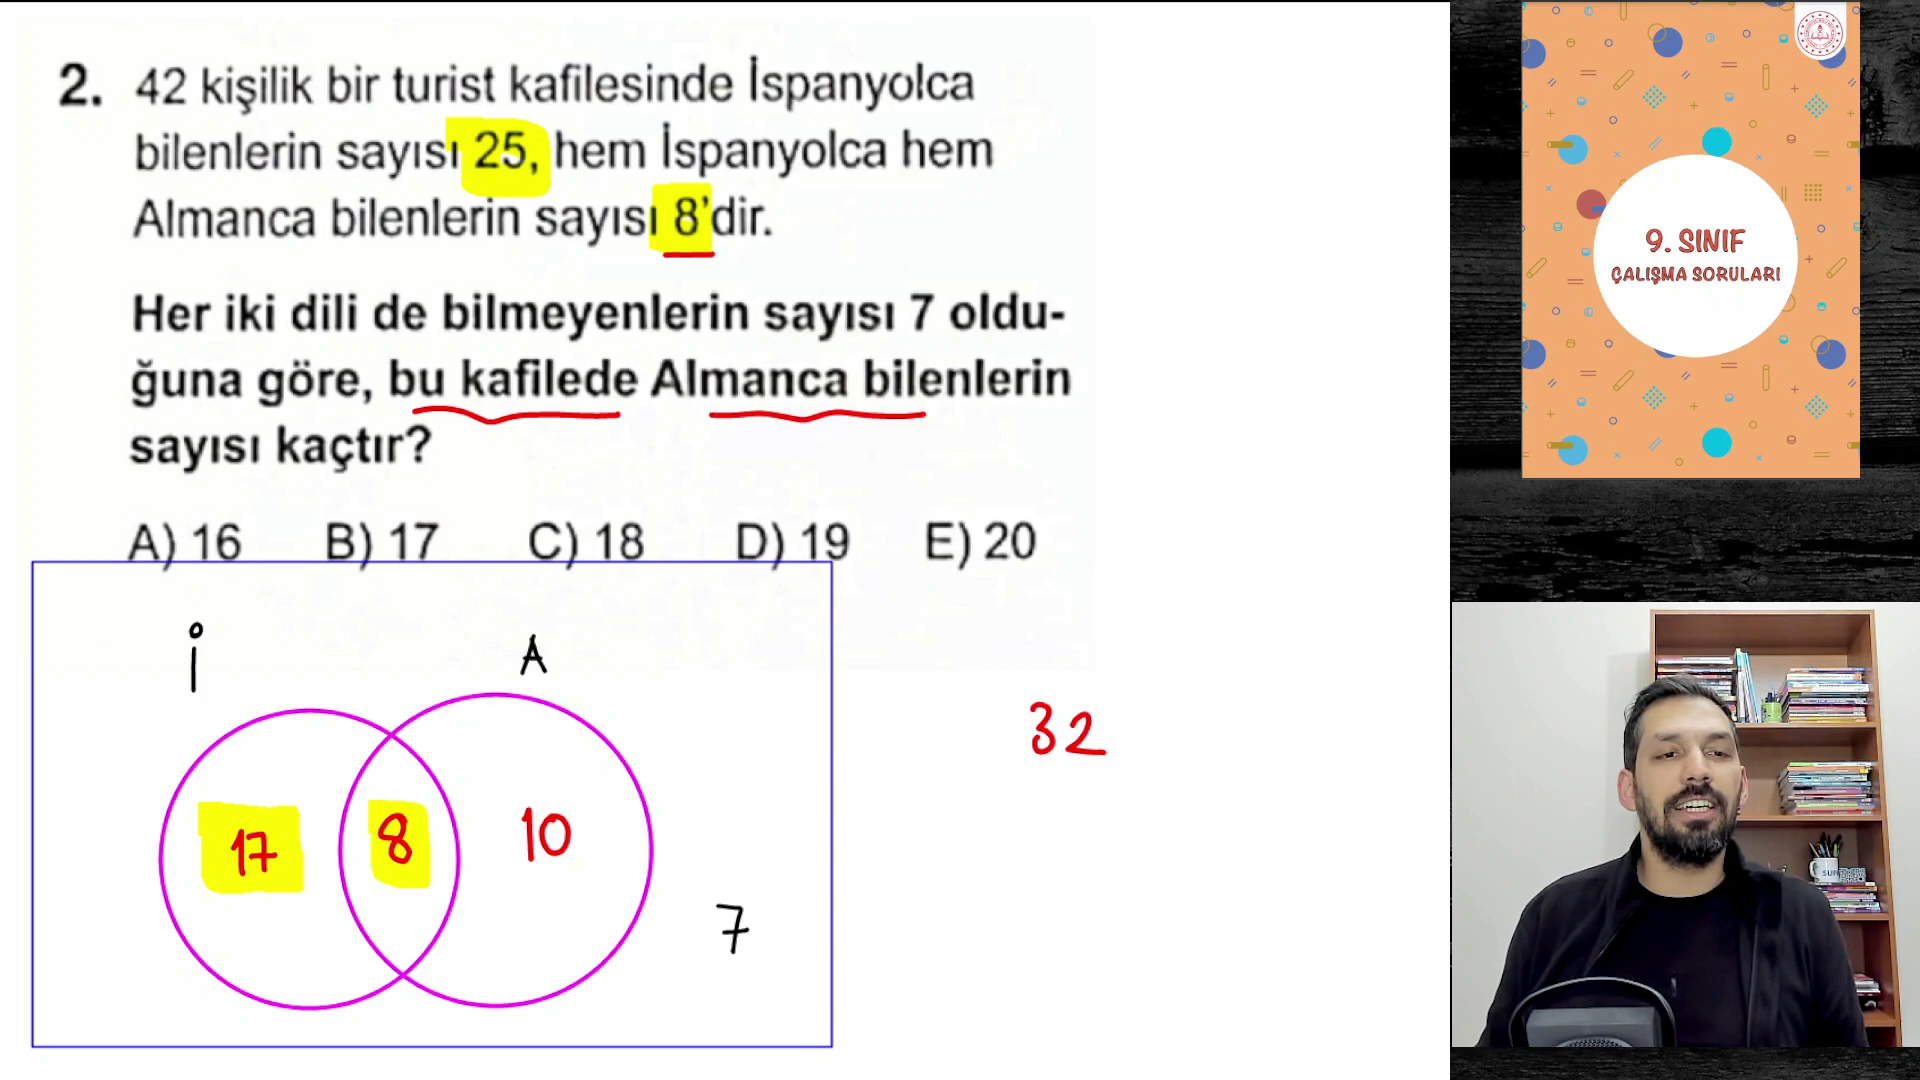 2. 42 kişilik bir turist kafilesinde İspanyolca
bilenlerin sayısı 25, hem İspanyolca hem
Almanca bilenlerin sayısı 8'dir.
Her iki dili de bilmeyenlerin sayısı 7 oldu-
ğuna göre, bu kafilede Almanca bilenlerin
sayısı kaçtır?
A) 16 B) 17 C) 18 D) 19 E) 20
İ A
32
17 8 10
7
9. SINIF
ÇALIŞMA SORULARI